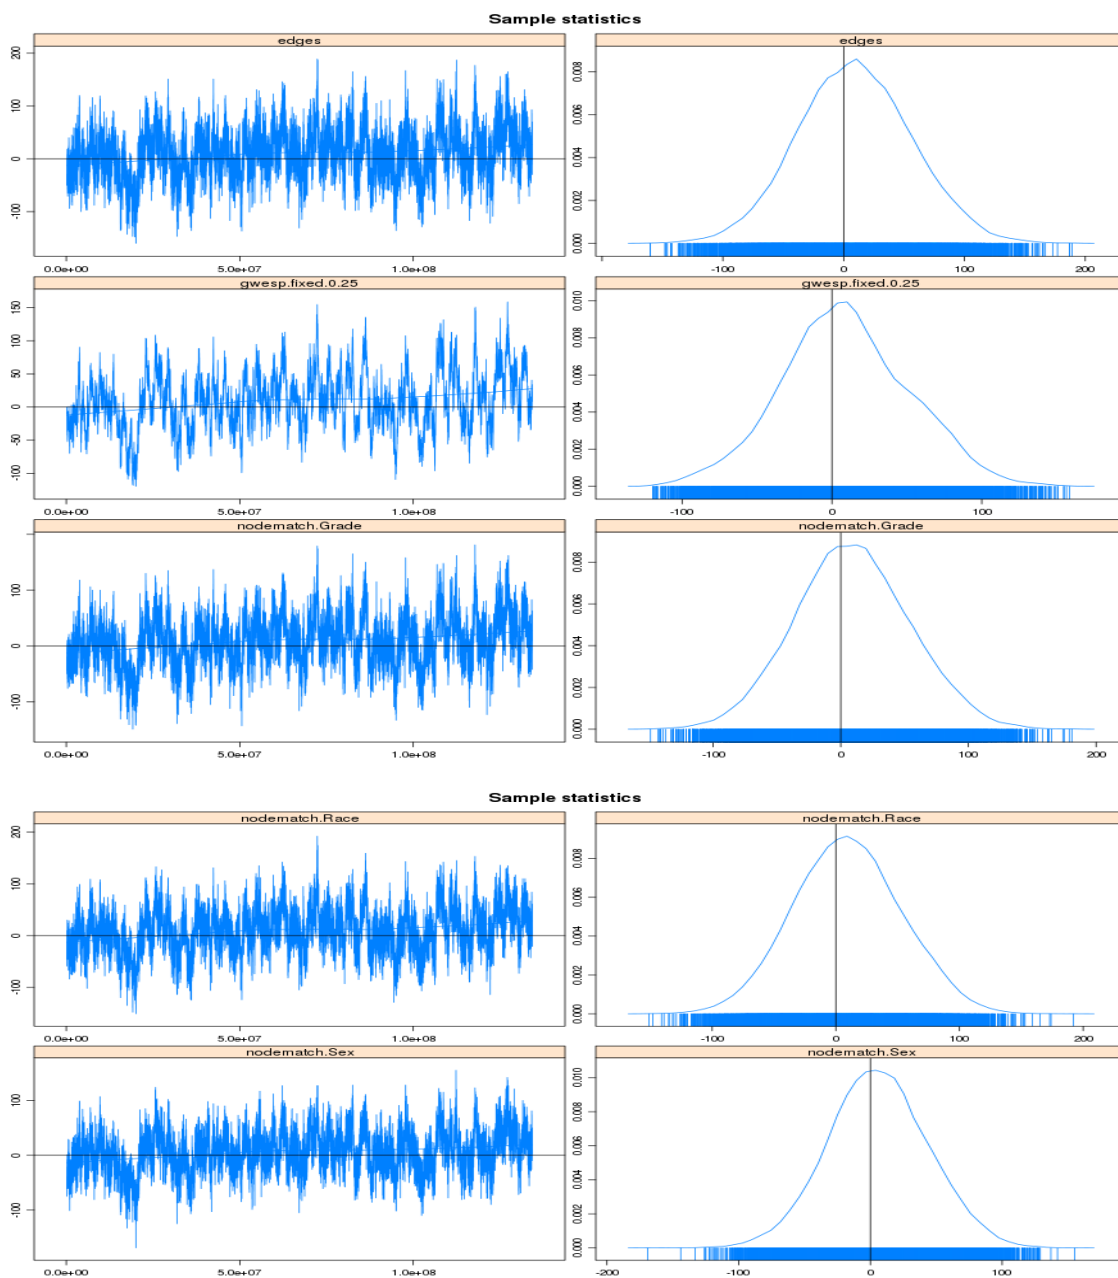 Sample statistics
edges edges
200
100
0
-100
0.0e+00 5.0e+07 1.0e+08
0.008
0.006
0.004
0.002
0.000
-100 0 100 200
gwesp.fixed.0.25 gwesp.fixed.0.25
150
100
50
0
-50
-100
0.0e+00 5.0e+07 1.0e+08
0.010
0.008
0.006
0.004
0.002
0.000
-100 0 100
nodematch.Grade nodematch.Grade
100
0
-100
0.0e+00 5.0e+07 1.0e+08
0.008
0.006
0.004
0.002
0.000
-100 0 100 200
Sample statistics
nodematch.Race nodematch.Race
200
100
0
-100
0.0e+00 5.0e+07 1.0e+08
0.008
0.006
0.004
0.002
0.000
-100 0 100 200
nodematch.Sex nodematch.Sex
100
0
-100
0.0e+00 5.0e+07 1.0e+08
0.010
0.008
0.006
0.004
0.002
0.000
-200 -100 0 100